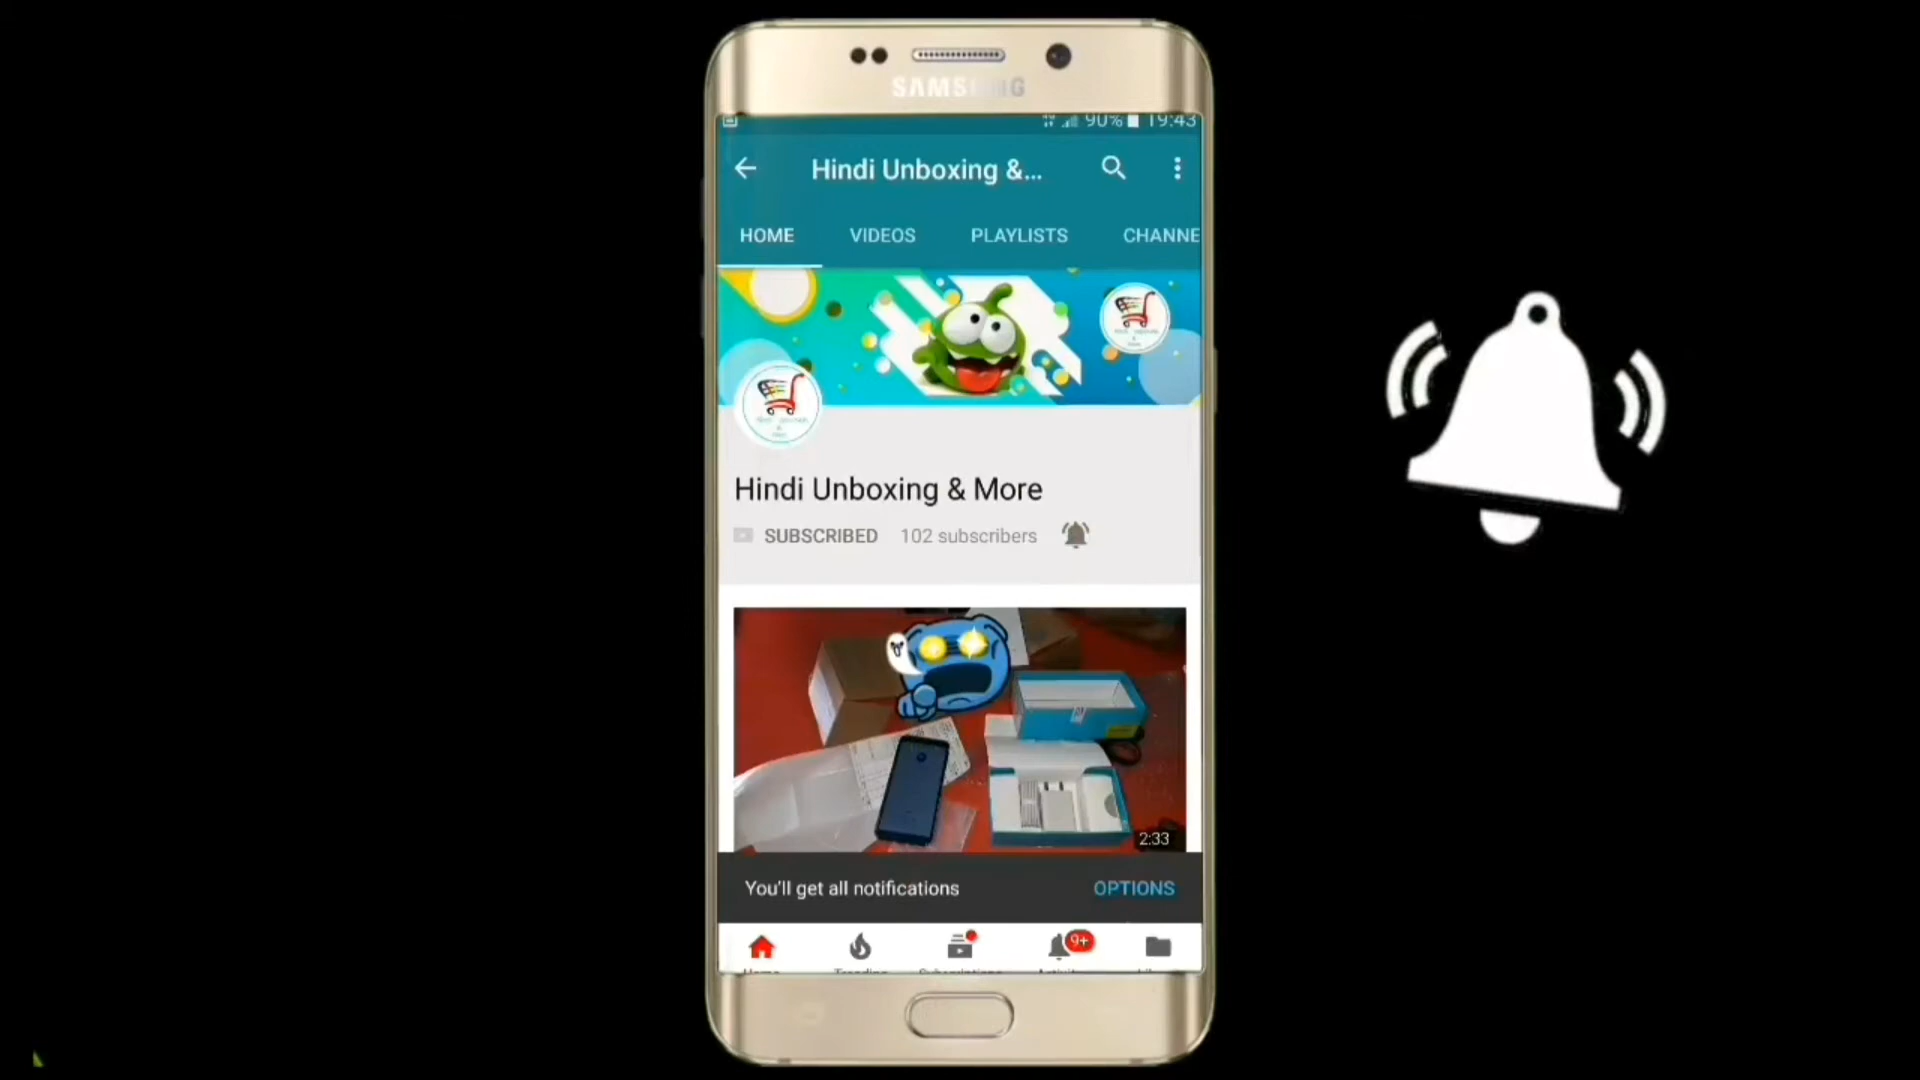 SAMSUNG
90% 19:43
Hindi Unboxing &...
HOME VIDEOS PLAYLISTS CHANNE
Hindi Unboxing & More
SUBSCRIBED 102 subscribers
2:33
You'll get all notifications OPTIONS
9+